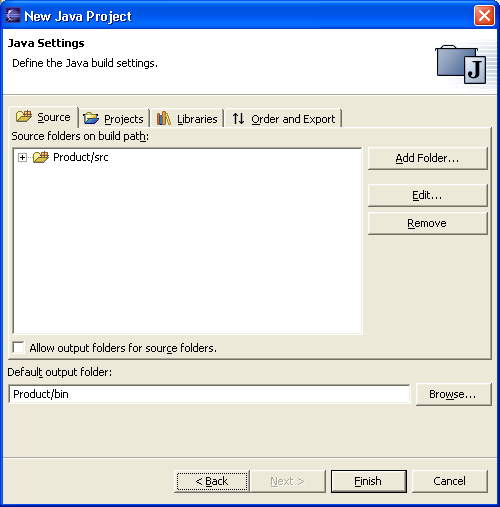 New Java Project
Java Settings
Define the Java build settings.
J
Source Projects Libraries Order and Export
Source folders on build path:
Product/src
Add Folder...
Edit...
Remove
Allow output folders for source folders.
Default output folder:
Product/bin
Browse...
< Back Next > Finish Cancel